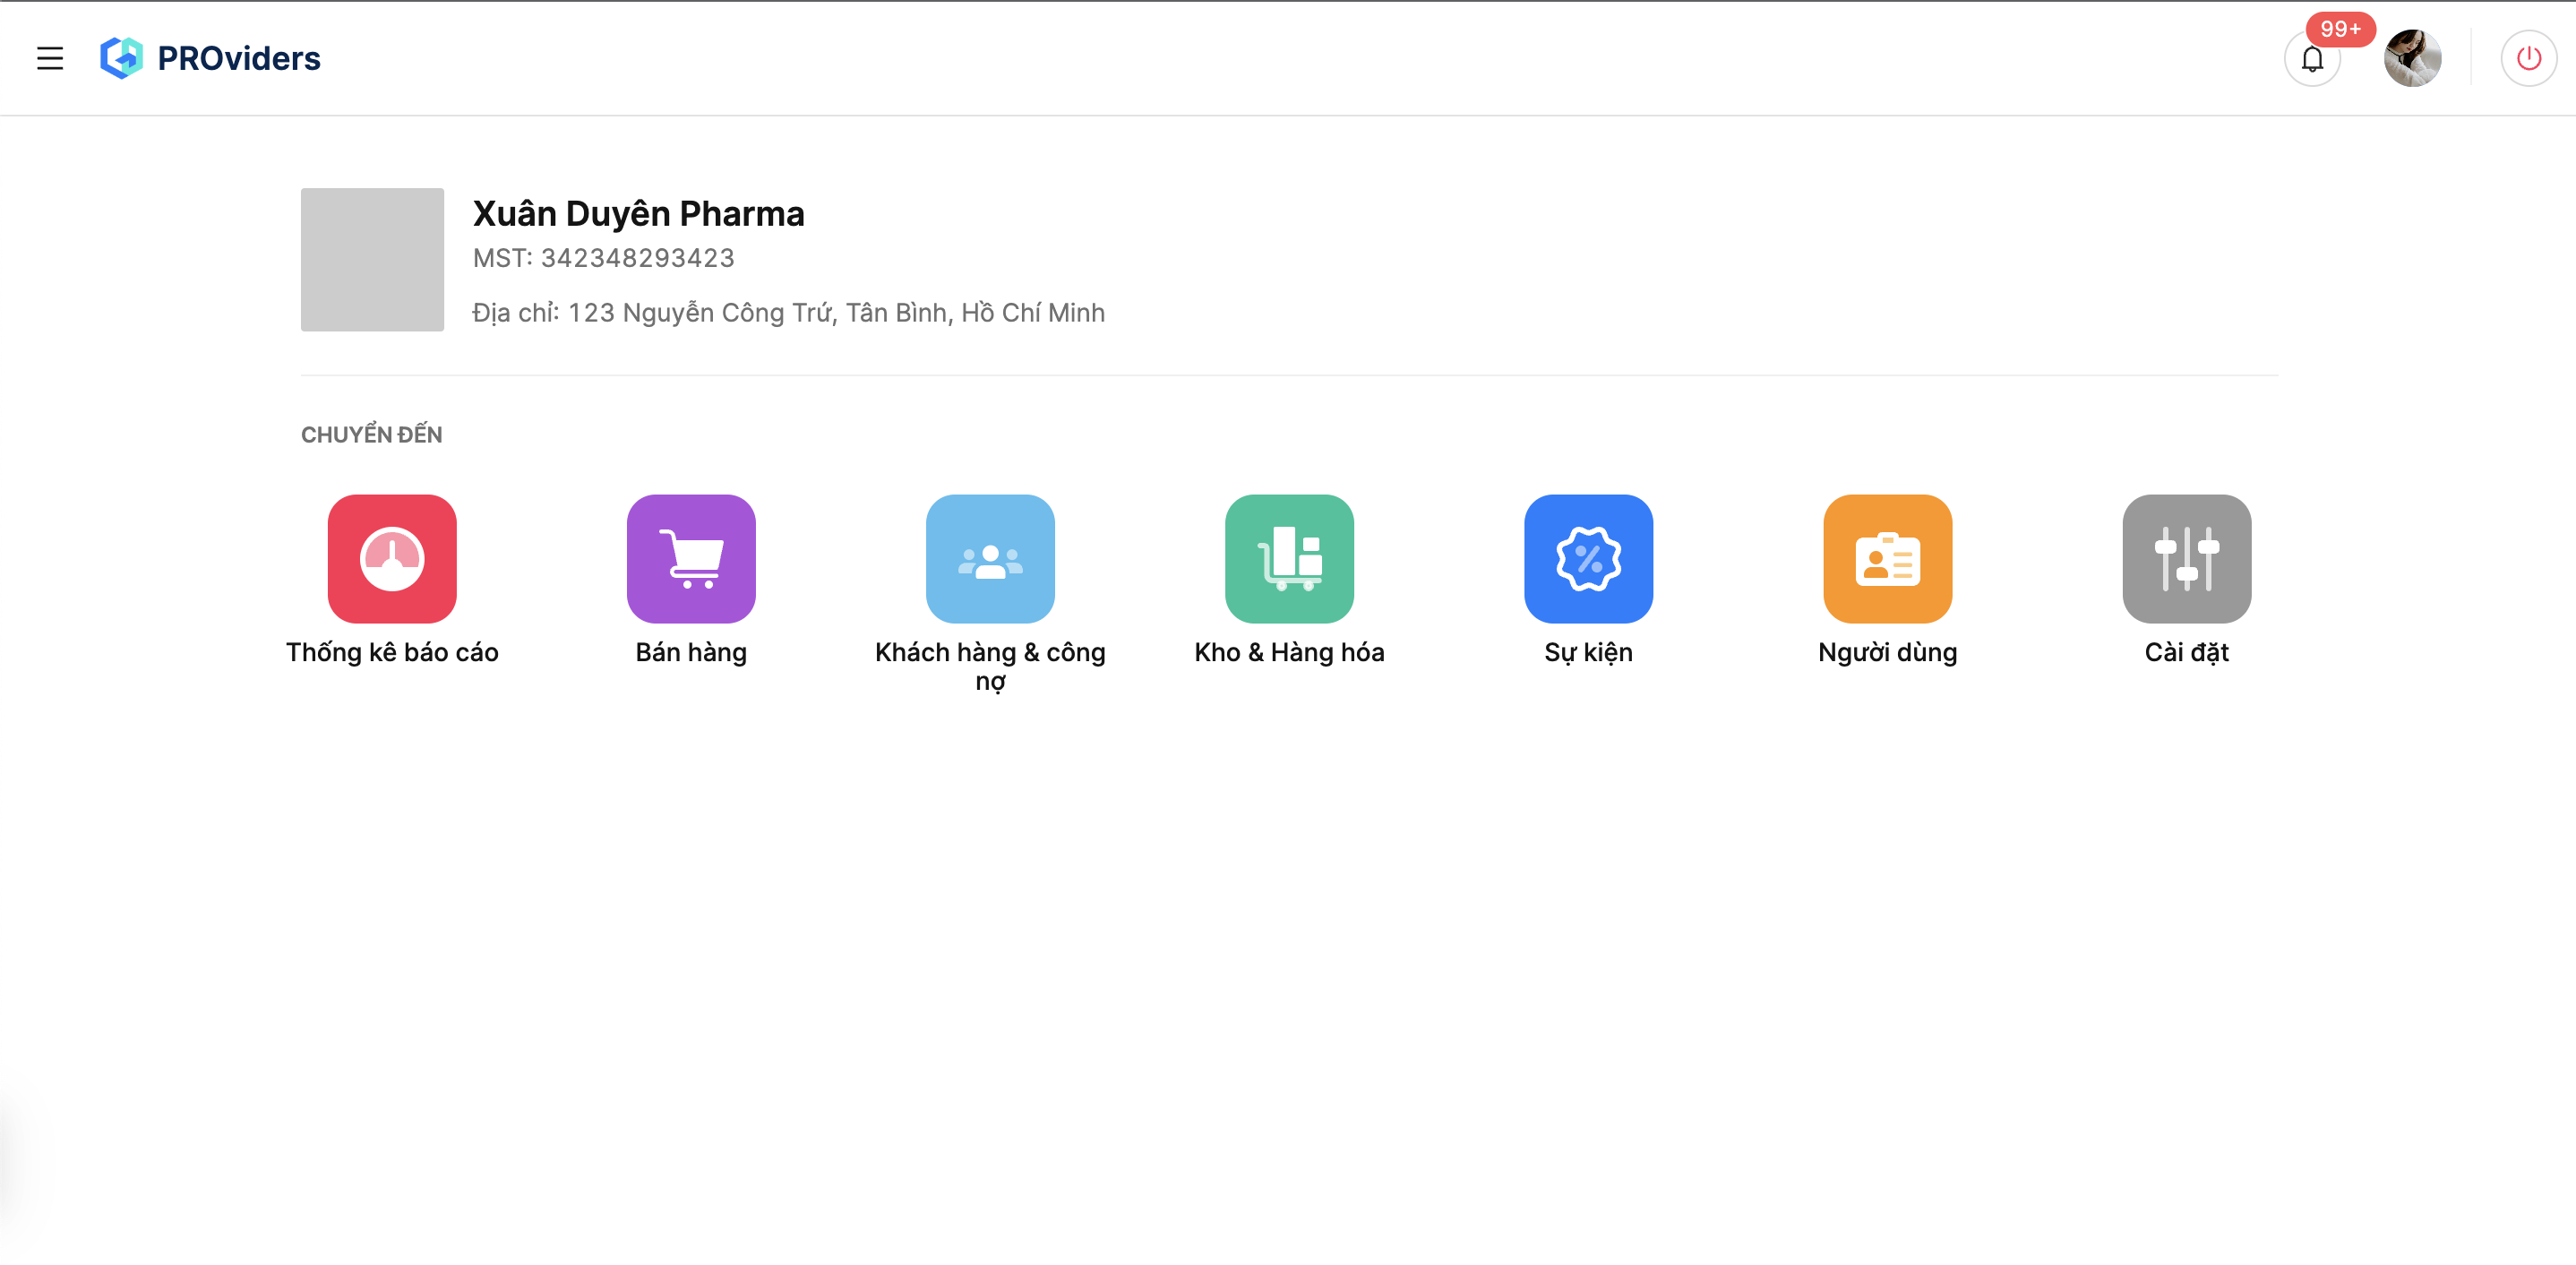 PROviders
99+
Xuân Duyên Pharma
MST: 342348293423
Địa chỉ: 123 Nguyễn Công Trứ, Tân Bình, Hồ Chí Minh
CHUYỂN ĐẾN
Thống kê báo cáo
Bán hàng
Khách hàng & công
nợ
Kho & Hàng hóa
Sự kiện
Người dùng
Cài đặt